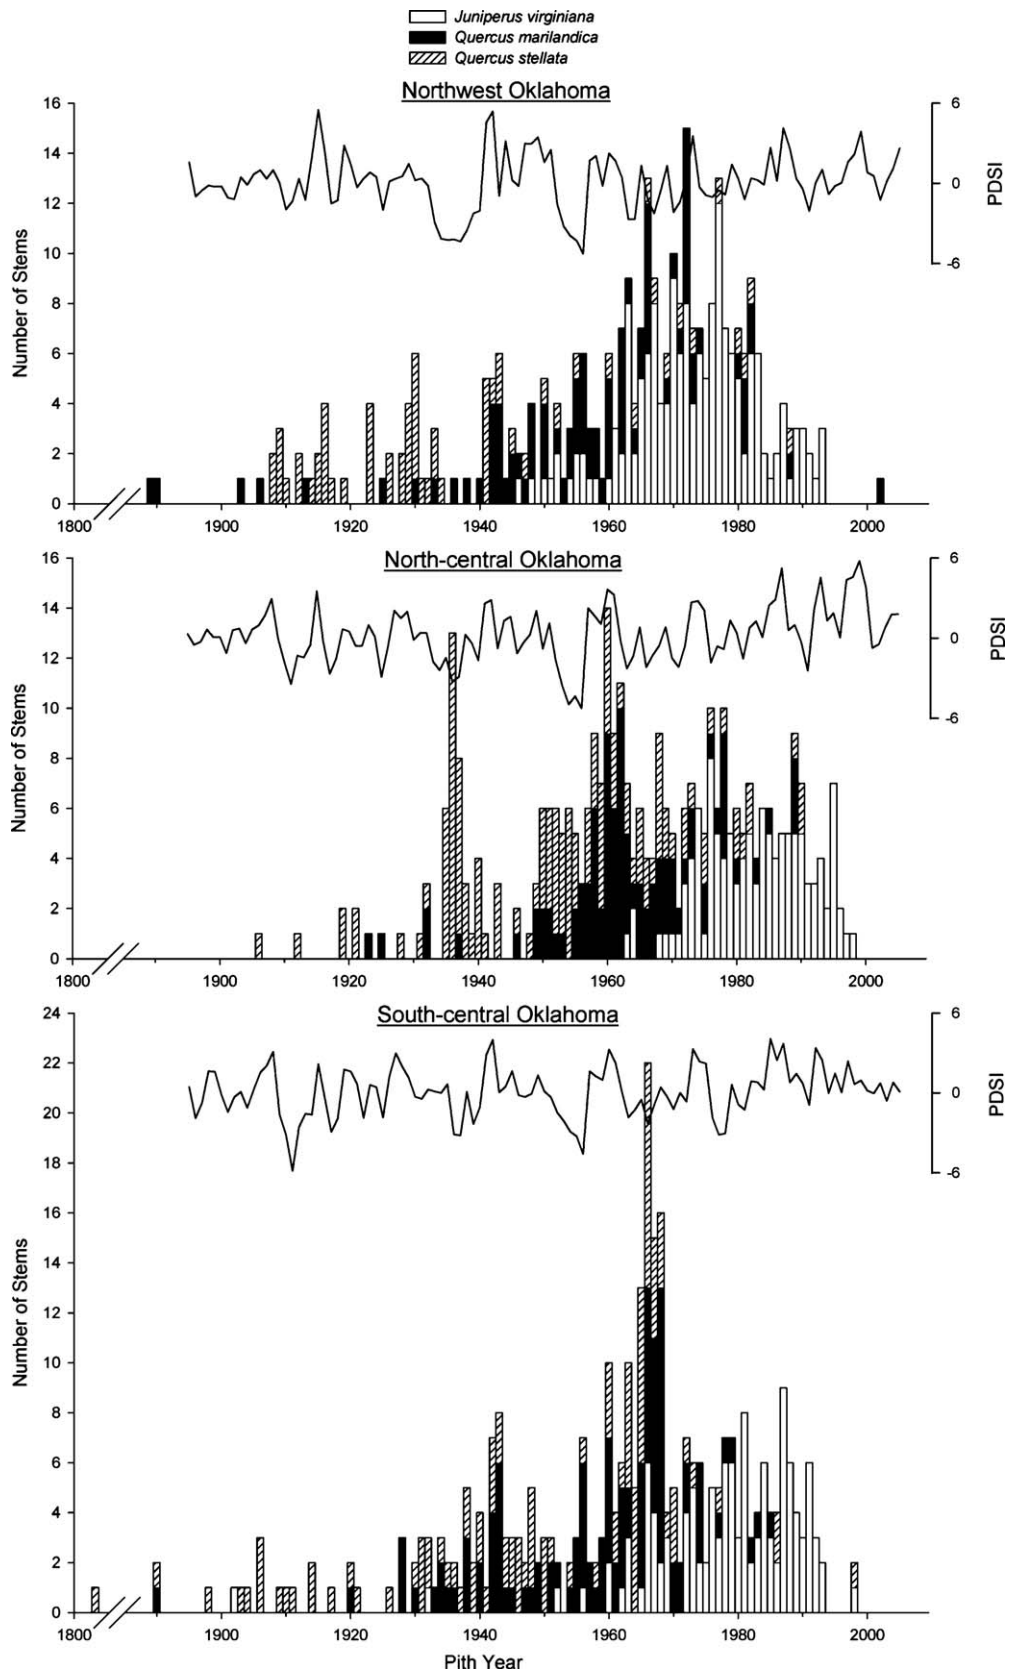 Juniperus virginiana
Quercus marilandica
Quercus stellata
Northwest Oklahoma
16
14
12
10
8
6
4
2
0
Number of Stems
6
0
-6
PDSI
1800 1900 1920 1940 1960 1980 2000
North-central Oklahoma
16
14
12
10
8
6
4
2
0
Number of Stems
6
0
-6
PDSI
1800 1900 1920 1940 1960 1980 2000
South-central Oklahoma
24
22
20
18
16
14
12
10
8
6
4
2
0
Number of Stems
6
0
-6
PDSI
1800 1900 1920 1940 1960 1980 2000
Pith Year